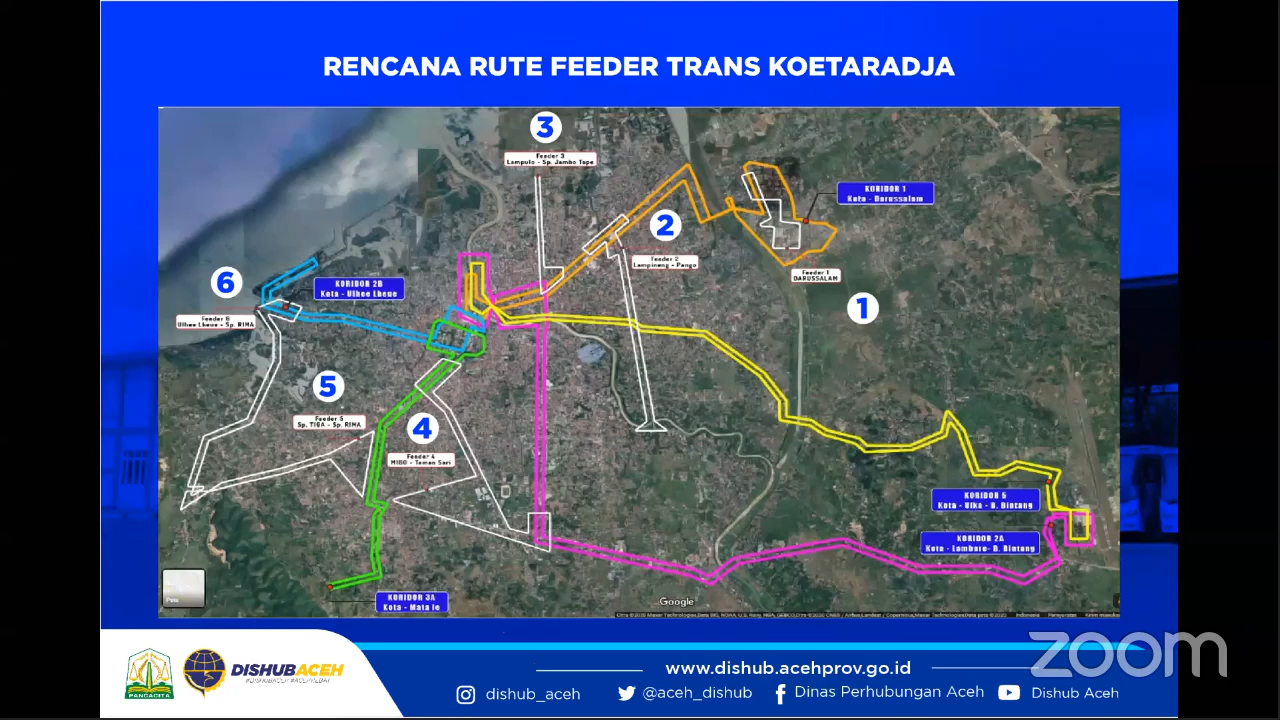 RENCANA RUTE FEEDER TRANS KOETARADJA
3
Feeder 3
Lampulo - Sp. Jambo Tape
KORIDOR 1
Kota - Darussalam
2
Feeder 2
Lampineng - Pango
Feeder 1
DARUSSALAM
1
6
KORIDOR 2B
Kota - Ulhee Lheue
Feeder 6
Ulhee Lheue - Sp. RIMA
5
Feeder 5
Sp. TIGA - Sp. RIMA
4
Feeder 4
MIBO - Taman Sari
KORIDOR 5
Kota - Ulka - B. Bintang
KORIDOR 2A
Kota - Lambaro- B. Bintang
KORIDOR 3A
Kota - Mata Ie
Peta
Google
PANCACITA
DISHUBACEH
www.dishub.acehprov.go.id
dishub_aceh
@aceh_dishub
Dinas Perhubungan Aceh
Dishub Aceh
zoom